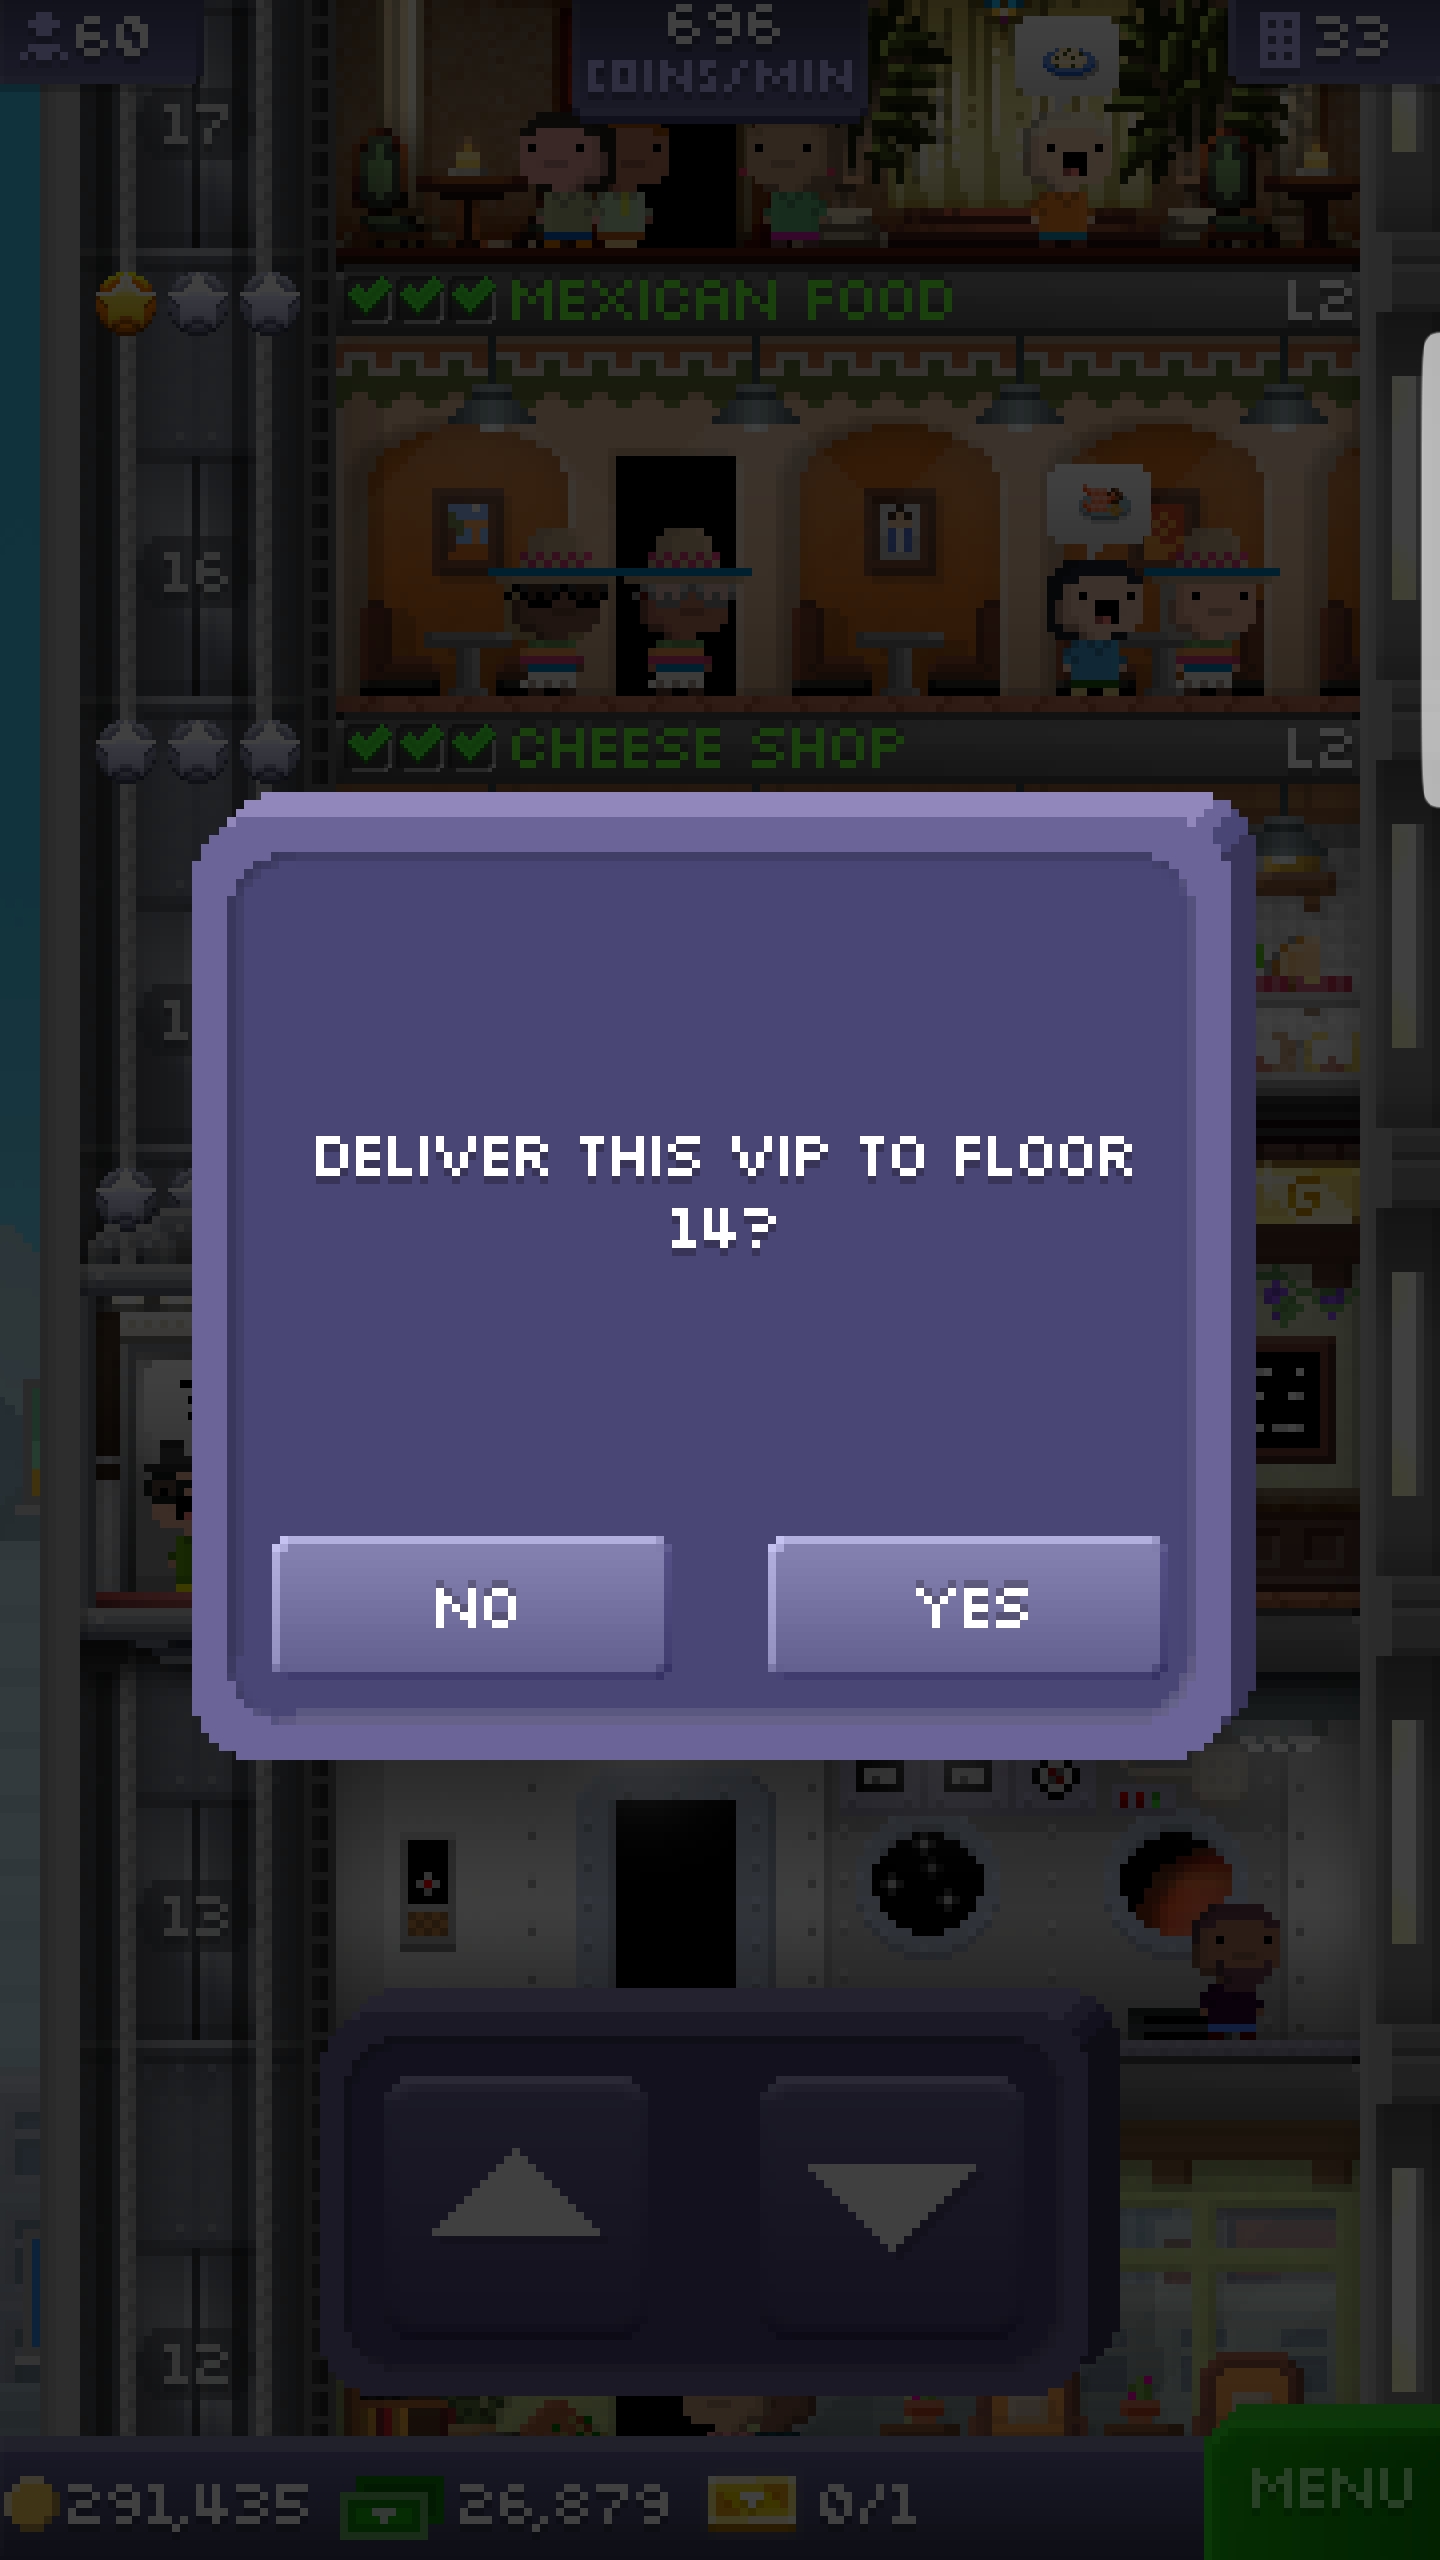 60
696
COINS/MIN
33
17
MEXICAN FOOD
L2
16
CHEESE SHOP
L2
1
G
DELIVER THIS VIP TO FLOOR
14?
NO
YES
13
12
291,435
26,879
0/1
MENU